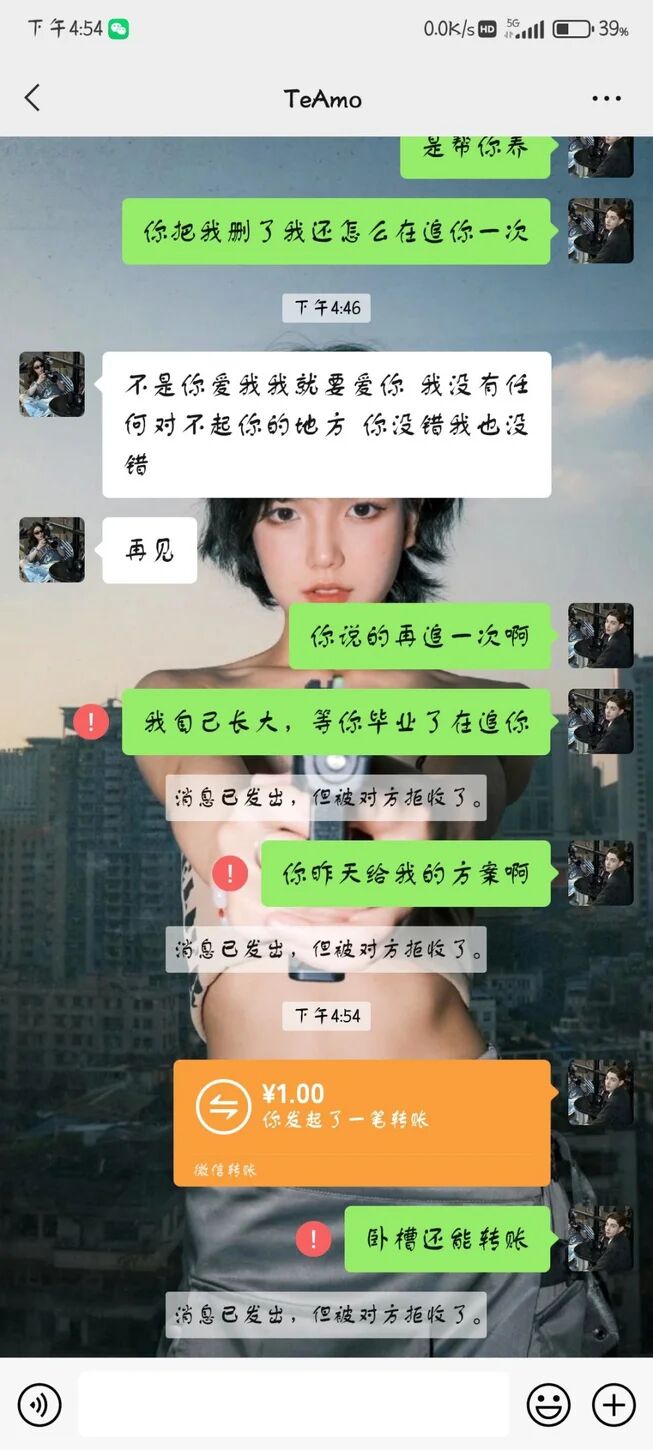 下午4:54
0.0K/s HD 5G 39%
TeAmo
是帮你养
你把我删了我还怎么在追你一次
下午4:46
不是你爱我我就要爱你 我没有任
何对不起你的地方 你没错我也没
错
再见
你说的再追一次啊
我自己长大，等你毕业了在追你
消息已发出，但被对方拒收了。
你昨天给我的方案啊
消息已发出，但被对方拒收了。
下午4:54
¥1.00
你发起了一笔转账
微信转账
卧槽还能转账
消息已发出，但被对方拒收了。